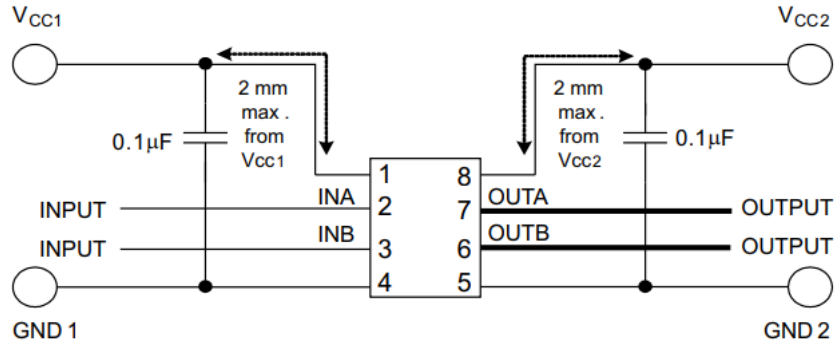 VCC1
VCC2
2 mm
max .
from
Vcc1
2 mm
max .
from
Vcc2
0.1μF
0.1μF
1
8
INPUT
INA
2
7
OUTA
OUTPUT
INPUT
INB
3
6
OUTB
OUTPUT
4
5
GND 1
GND 2